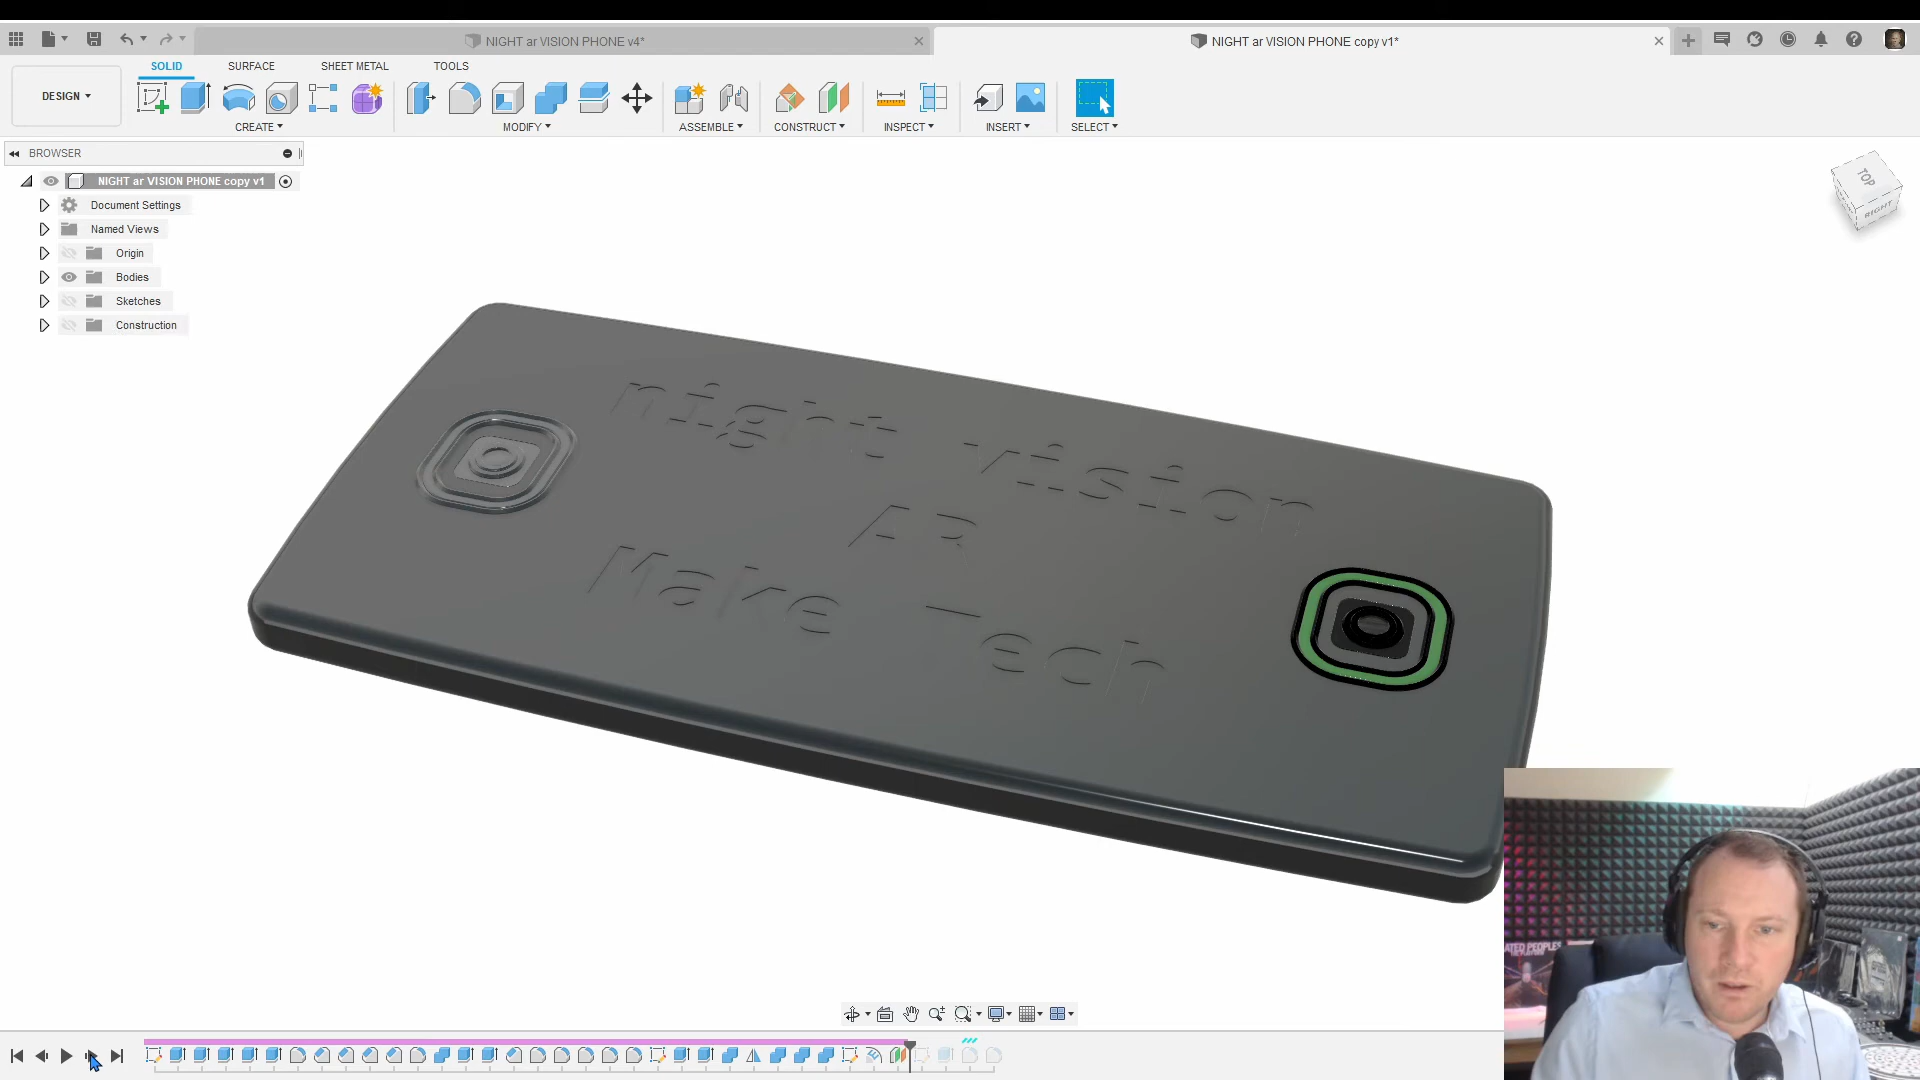 NIGHT ar VISION PHONE v4*
NIGHT ar VISION PHONE copy v1*
DESIGN
SOLID
SURFACE
SHEET METAL
TOOLS
CREATE
MODIFY
ASSEMBLE
CONSTRUCT
INSPECT
INSERT
SELECT
BROWSER
NIGHT ar VISION PHONE copy v1
Document Settings
Named Views
Origin
Bodies
Sketches
Construction
TOP
RIGHT
night vision
AR
Make Tech